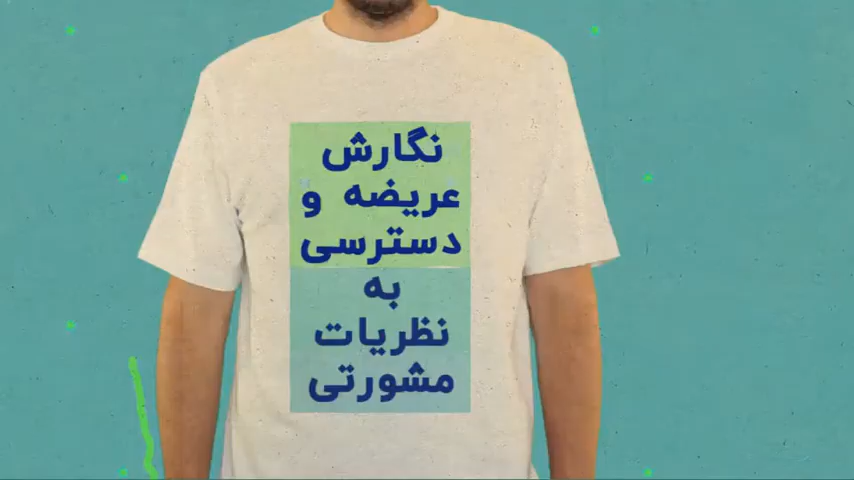 نگارش
عریضه و
دسترسی
به
نظریات
مشورتی